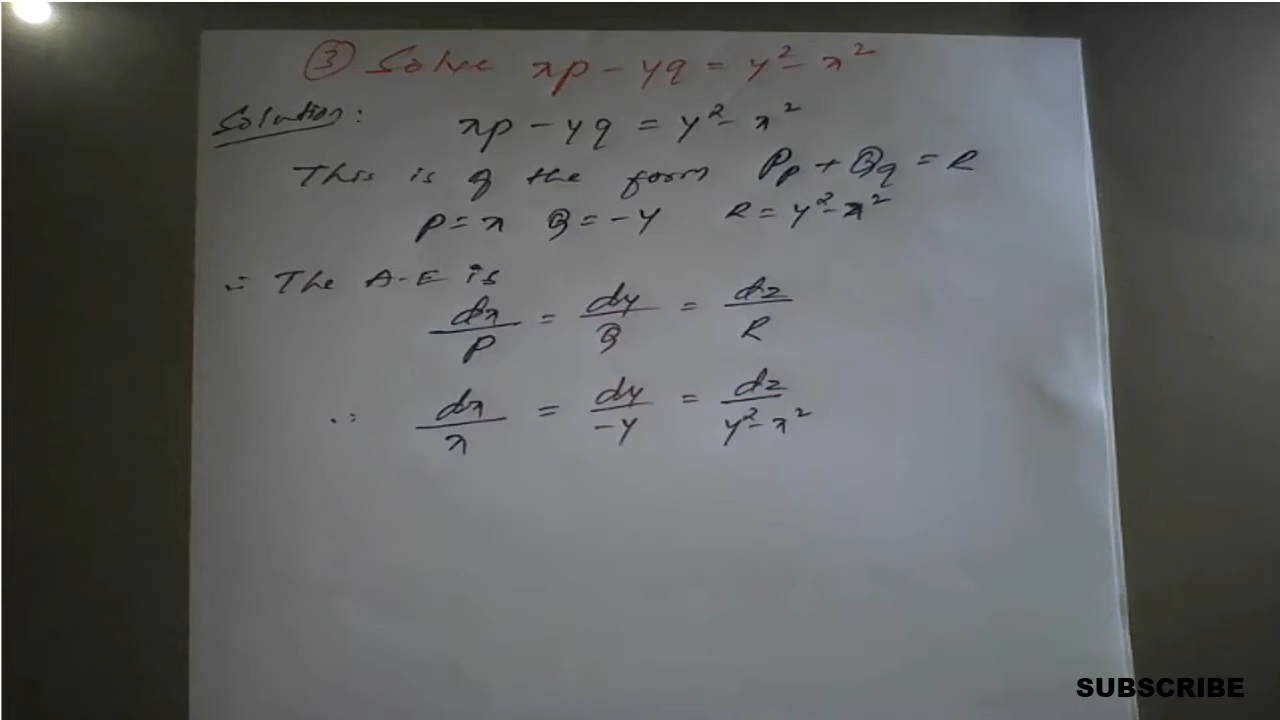 ③ Solve xp - yq = y² - x²
Solution: xp - yq = y² - x²
This is of the form Pp + Qq = R
P = x Q = -y R = y² - x²
∴ The A-E is
dx/P = dy/Q = dz/R
∴ dx/x = dy/-y = dz/y² - x²
SUBSCRIBE